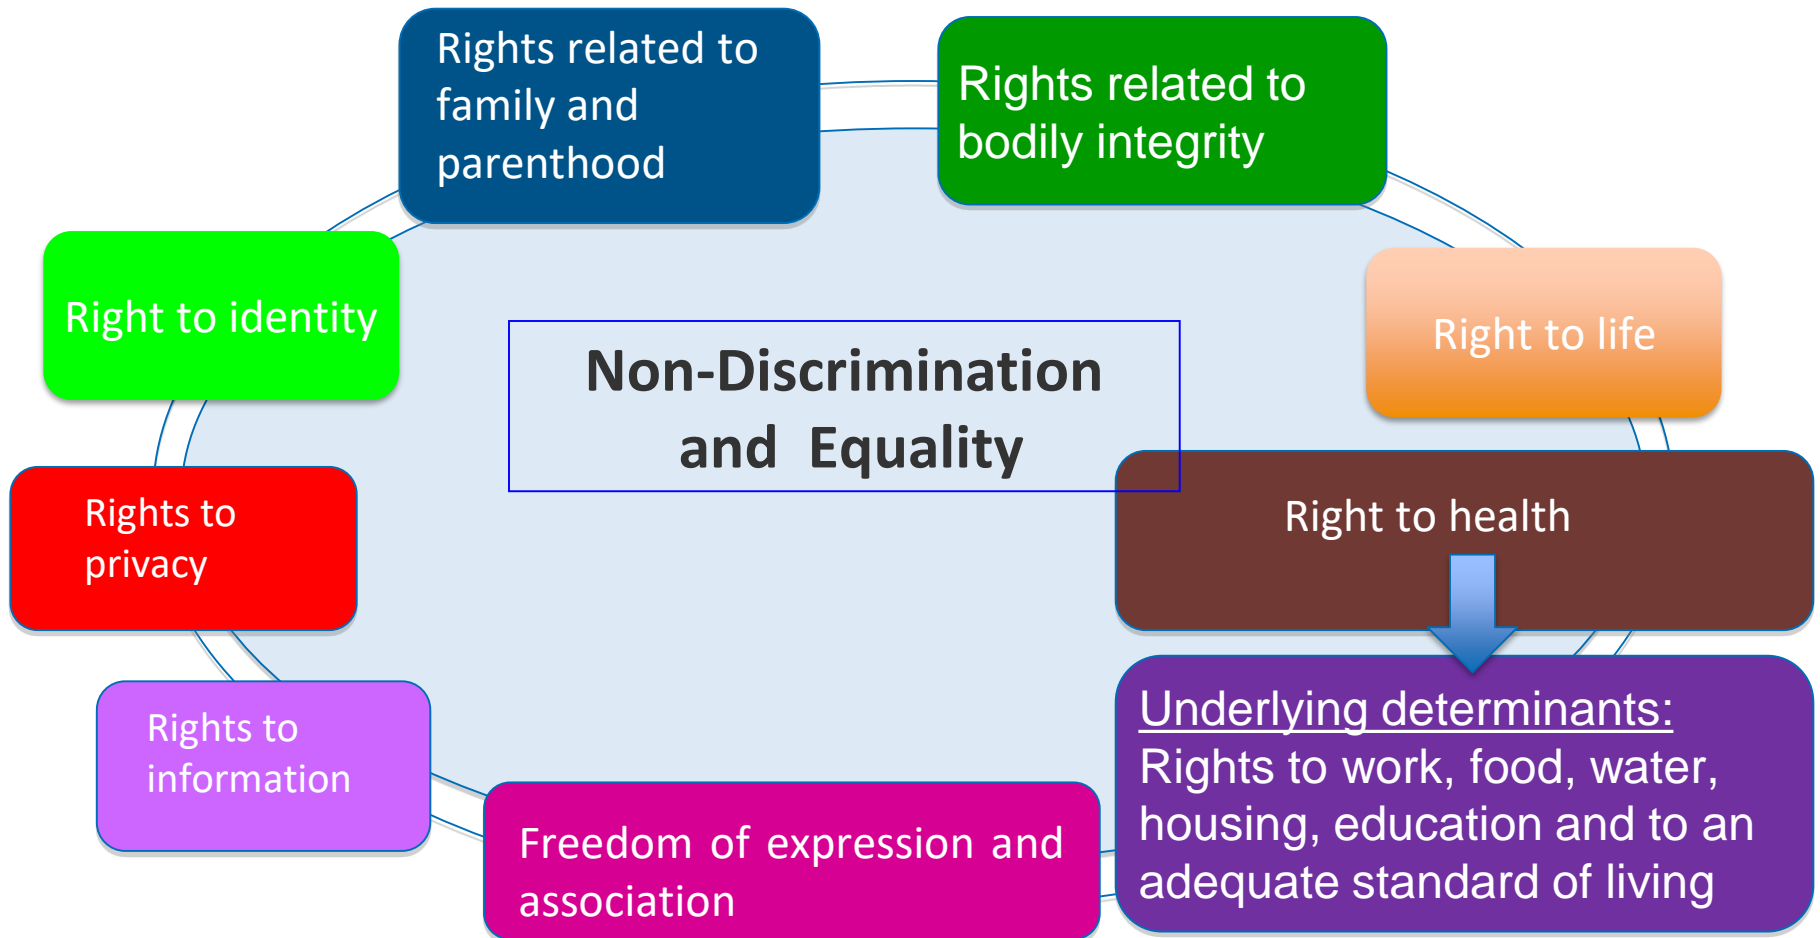 Rights related to
family and
parenthood
Rights related to
bodily integrity
Right to identity
Right to life
Non-Discrimination
and Equality
Rights to
privacy
Right to health
Rights to
information
Underlying determinants:
Rights to work, food, water,
housing, education and to an
adequate standard of living
Freedom of expression and
association